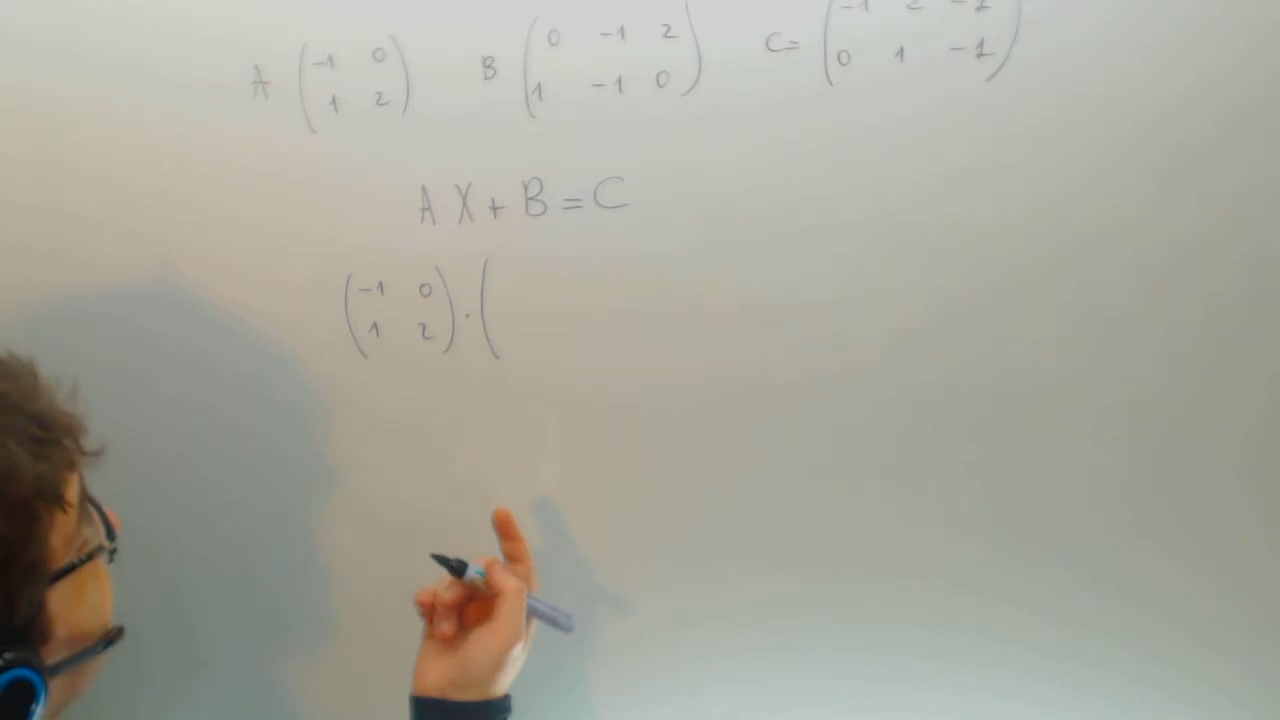 A ( -1 0 ) B ( 0 -1 2 ) C= (
( 1 2 ) ( 1 -1 0 ) ( 0 1 -1 )
A·X + B = C
( -1 0 ) · (
( 1 2 )